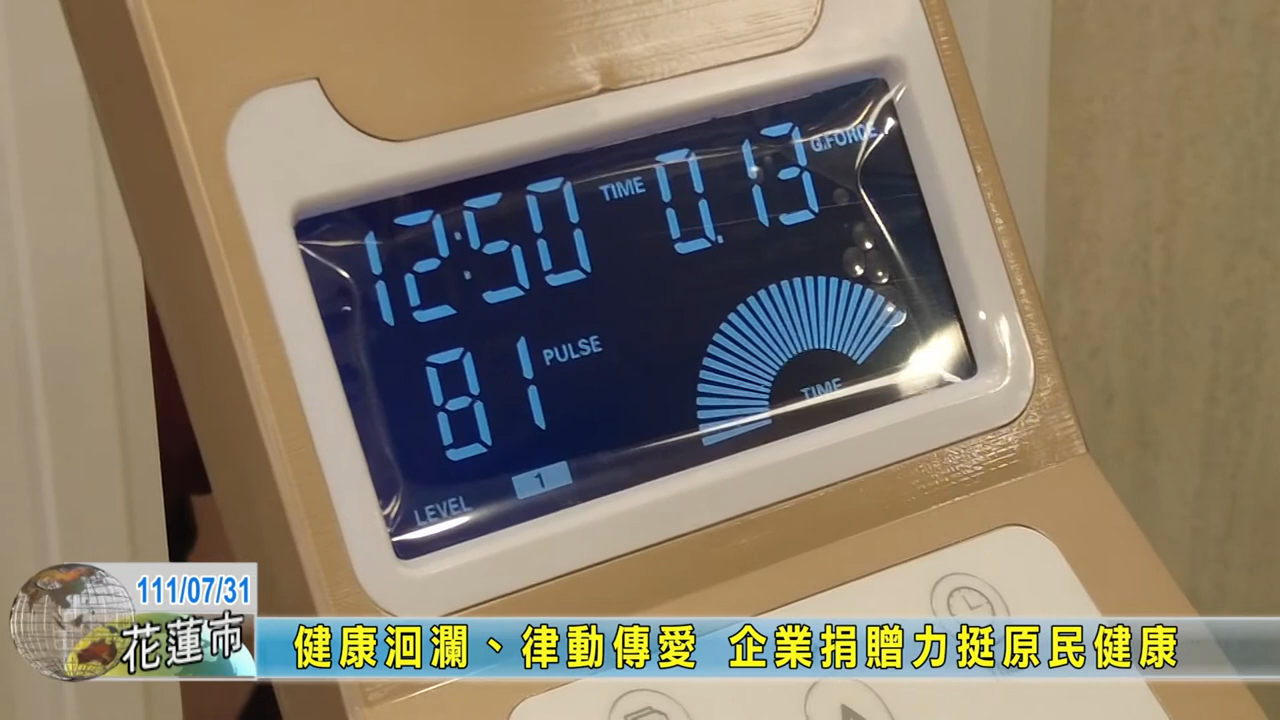 12:50 TIME 0.13 G.FORCE
81 PULSE
TIME
LEVEL 1
111/07/31
花蓮市
健康洄瀾、律動傳愛 企業捐贈力挺原民健康